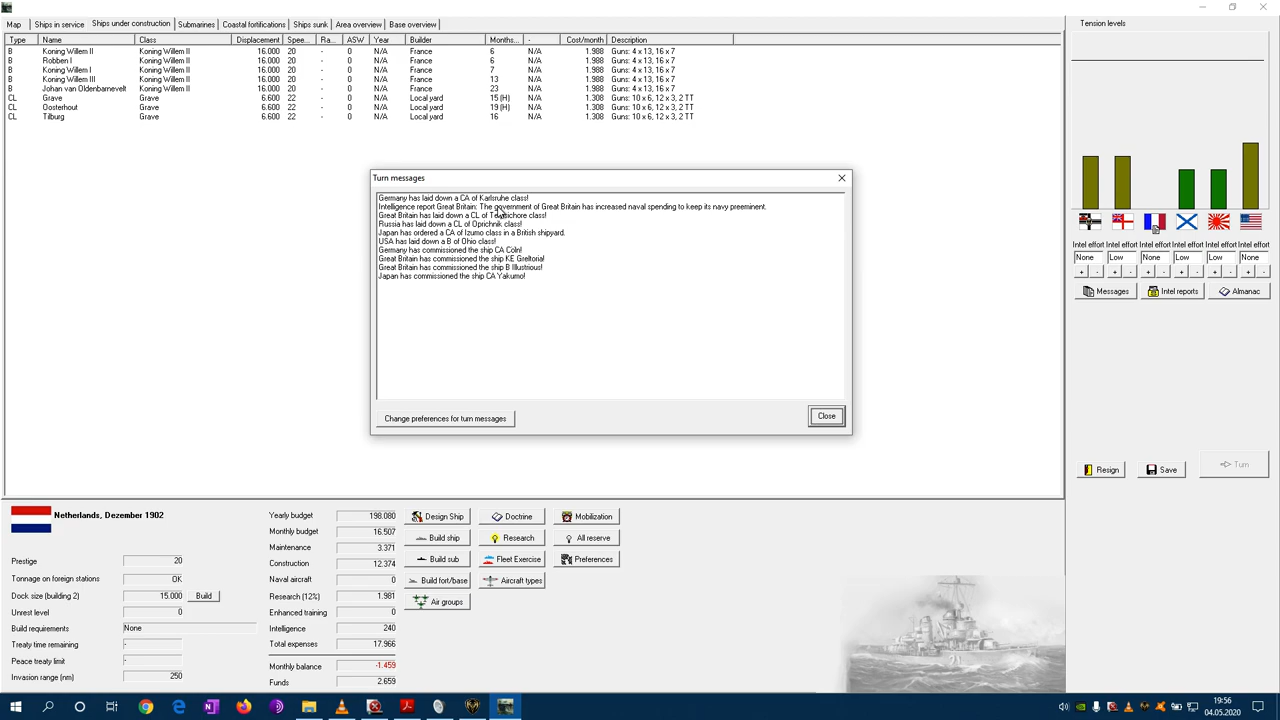 Map Ships in service Ships under construction Submarines Coastal fortifications Ships sunk Area overview Base overview
Type Name Class Displacement Spee... Ra... ASW Year Builder Months... - Cost/month Description
B Koning Willem II Koning Willem II 16.000 20 - 0 N/A France 6 N/A 1.988 Guns: 4 x 13, 16 x 7
B Robben I Koning Willem II 16.000 20 - 0 N/A France 6 N/A 1.988 Guns: 4 x 13, 16 x 7
B Koning Willem I Koning Willem II 16.000 20 - 0 N/A France 7 N/A 1.988 Guns: 4 x 13, 16 x 7
B Koning Willem III Koning Willem II 16.000 20 - 0 N/A France 13 N/A 1.988 Guns: 4 x 13, 16 x 7
B Johan van Oldenbarnevelt Koning Willem II 16.000 20 - 0 N/A France 23 N/A 1.988 Guns: 4 x 13, 16 x 7
CL Grave Grave 6.600 22 - 0 N/A Local yard 15 (H) N/A 1.308 Guns: 10 x 6, 12 x 3, 2 TT
CL Oosterhout Grave 6.600 22 - 0 N/A Local yard 19 (H) N/A 1.308 Guns: 10 x 6, 12 x 3, 2 TT
CL Tilburg Grave 6.600 22 - 0 N/A Local yard 16 N/A 1.308 Guns: 10 x 6, 12 x 3, 2 TT
Turn messages
Germany has laid down a CA of Karlsruhe class!
Intelligence report Great Britain: The government of Great Britain has increased naval spending to keep its navy preeminent.
Great Britain has laid down a CL of class!
Russia has laid down a CL of Oprichnik class!
Japan has ordered a CA of Izumo class in a British shipyard.
USA has laid down a B of Ohio class!
Germany has commissioned the ship CA Cöln!
Great Britain has commissioned the ship KE Greltoria!
Great Britain has commissioned the ship B Illustrious!
Japan has commissioned the ship CA Yakumo!
Change preferences for turn messages
Close
Tension levels
Intel effort Intel effort Intel effort Intel effort Intel effort Intel effort
None Low None Low Low None
+ - + - + - + - + - + -
Messages Intel reports Almanac
Resign Save Turn
Netherlands, Dezember 1902
Prestige 20
Tonnage on foreign stations OK
Dock size (building 2) 15.000 Build
Unrest level 0
Build requirements None
Treaty time remaining -
Peace treaty limit -
Invasion range (nm) 250
Yearly budget 198.080
Monthly budget 16.507
Maintenance 3.371
Construction 12.374
Naval aircraft 0
Research (12%) 1.981
Enhanced training 0
Intelligence 240
Total expenses 17.966
Monthly balance -1.459
Funds 2.659
Design Ship Doctrine Mobilization
Build ship Research All reserve
Build sub Fleet Exercise Preferences
Build fort/base Aircraft types
Air groups
19:56
04.05.2020